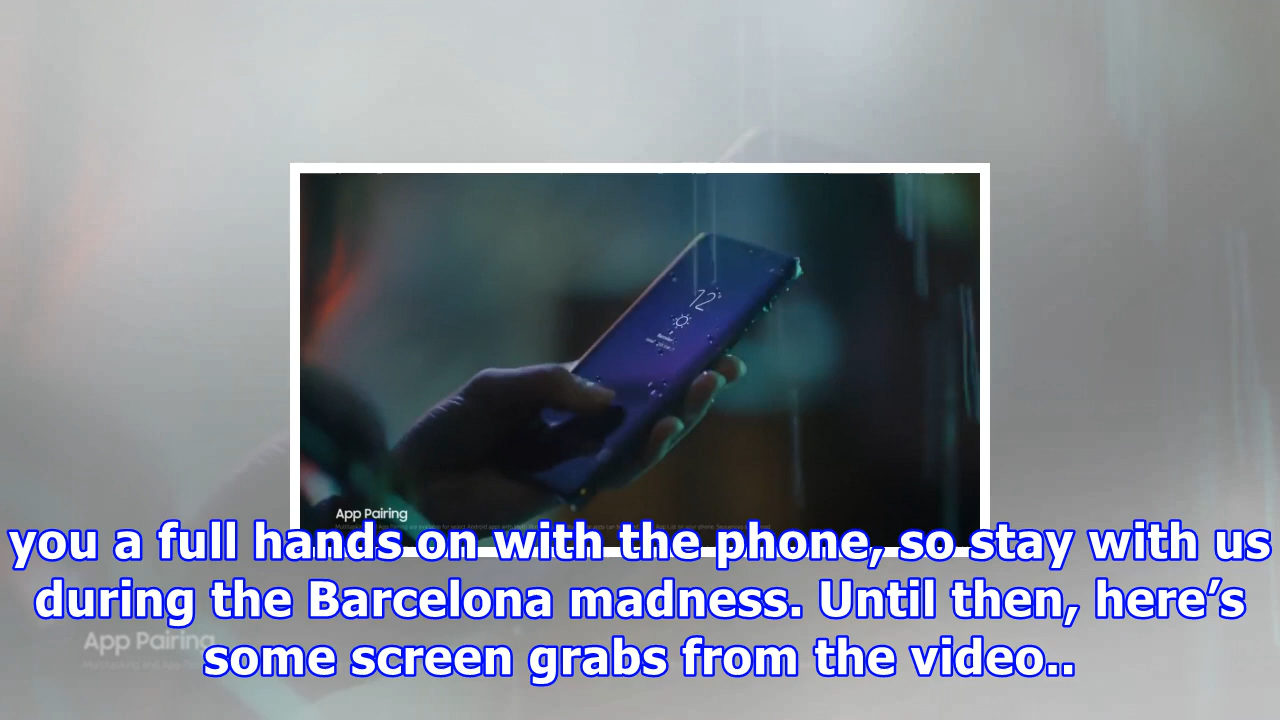 12°
App Pairing
you a full hands on with the phone, so stay with us
during the Barcelona madness. Until then, here’s
App Pairing
some screen grabs from the video..